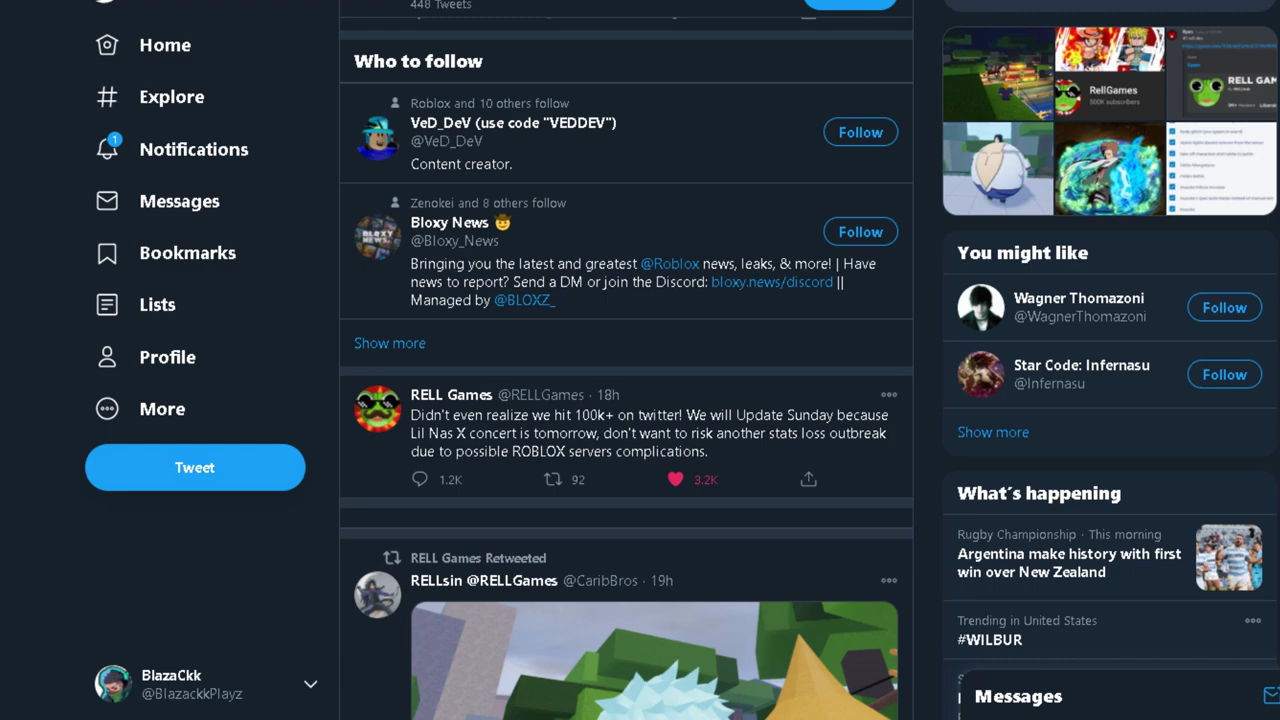 448 Tweets
Home
Explore
1
Notifications
Messages
Bookmarks
Lists
Profile
More
Tweet
BlazaCkk
@BlazackkPlayz
Who to follow
Roblox and 10 others follow
VeD_DeV (use code "VEDDEV")
@VeD_DeV
Follow
Content creator
Zenokei and 8 others follow
Bloxy News 🤠
@Bloxy_News
Follow
Bringing you the latest and greatest @Roblox news, leaks, & more! | Have
news to report? Send a DM or join the Discord: bloxy.news/discord ||
Managed by @BLOXZ_
Show more
RELL Games @RELLGames · 18h
Didn't even realize we hit 100k+ on twitter! We will Update Sunday because
Lil Nas X concert is tomorrow, don't want to risk another stats loss outbreak
due to possible ROBLOX servers complications.
1.2K 92 3.2K
RELL Games Retweeted
RELLsin @RELLGames @CaribBros · 19h
BLOXY
NEWS
RellGames
500K subscribers
RELL GAM
You might like
Wagner Thomazoni
@WagnerThomazoni
Follow
Star Code: Infernasu
@Infernasu
Follow
Show more
What's happening
Rugby Championship · This morning
Argentina make history with first
win over New Zealand
Trending in United States
#WILBUR
Messages